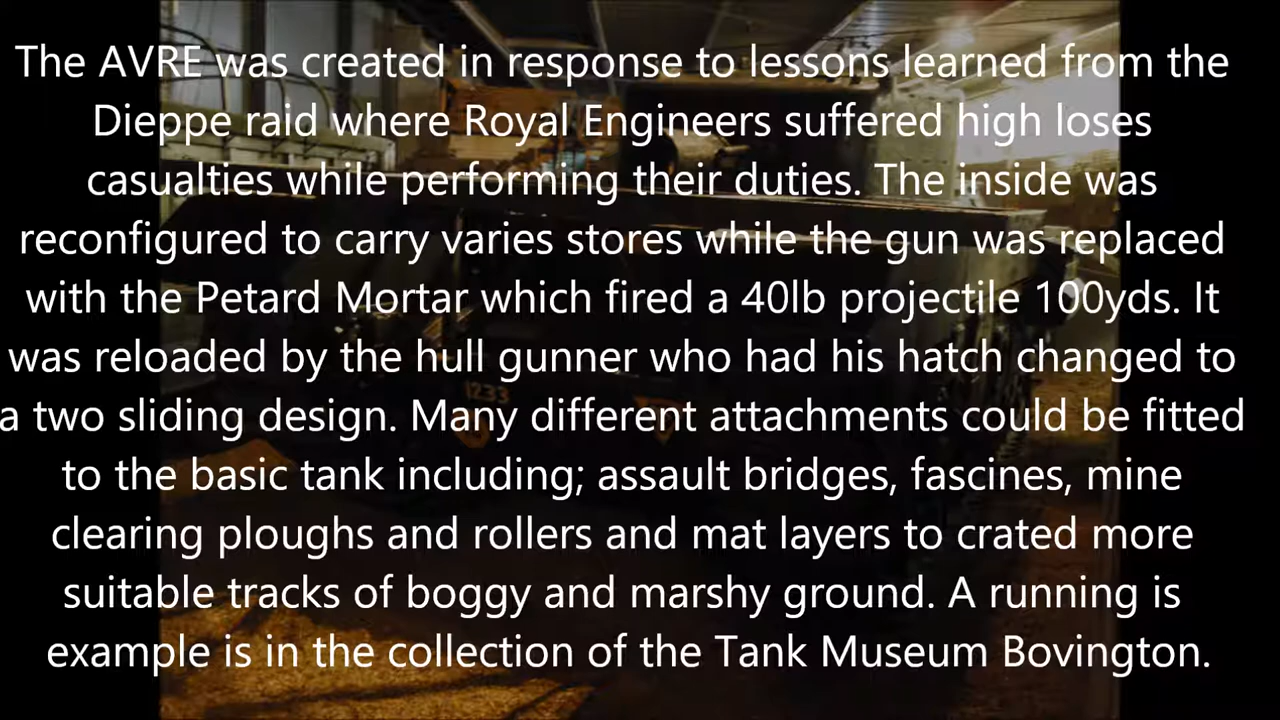 The AVRE was created in response to lessons learned from the
Dieppe raid where Royal Engineers suffered high loses
casualties while performing their duties. The inside was
reconfigured to carry varies stores while the gun was replaced
with the Petard Mortar which fired a 40lb projectile 100yds. It
was reloaded by the hull gunner who had his hatch changed to
a two sliding design. Many different attachments could be fitted
to the basic tank including; assault bridges, fascines, mine
clearing ploughs and rollers and mat layers to crated more
suitable tracks of boggy and marshy ground. A running is
example is in the collection of the Tank Museum Bovington.
1233